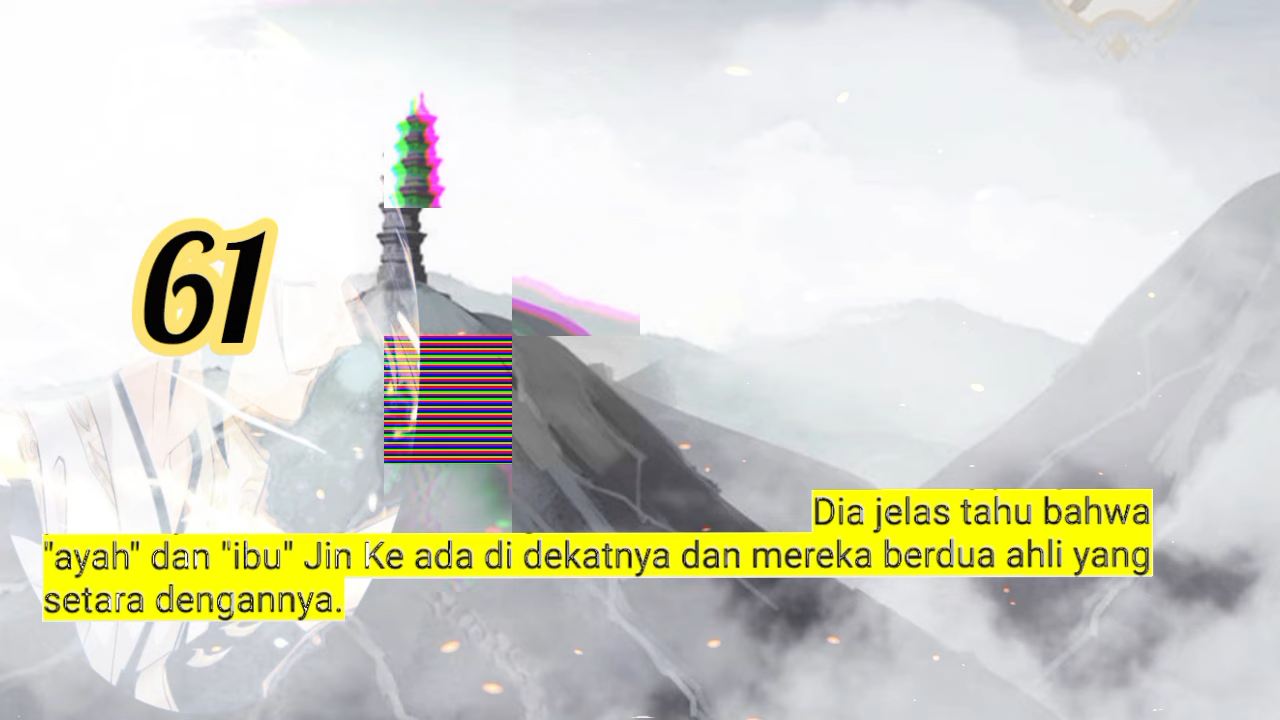 61
Dia jelas tahu bahwa
"ayah" dan "ibu" Jin Ke ada di dekatnya dan mereka berdua ahli yang
setara dengannya.